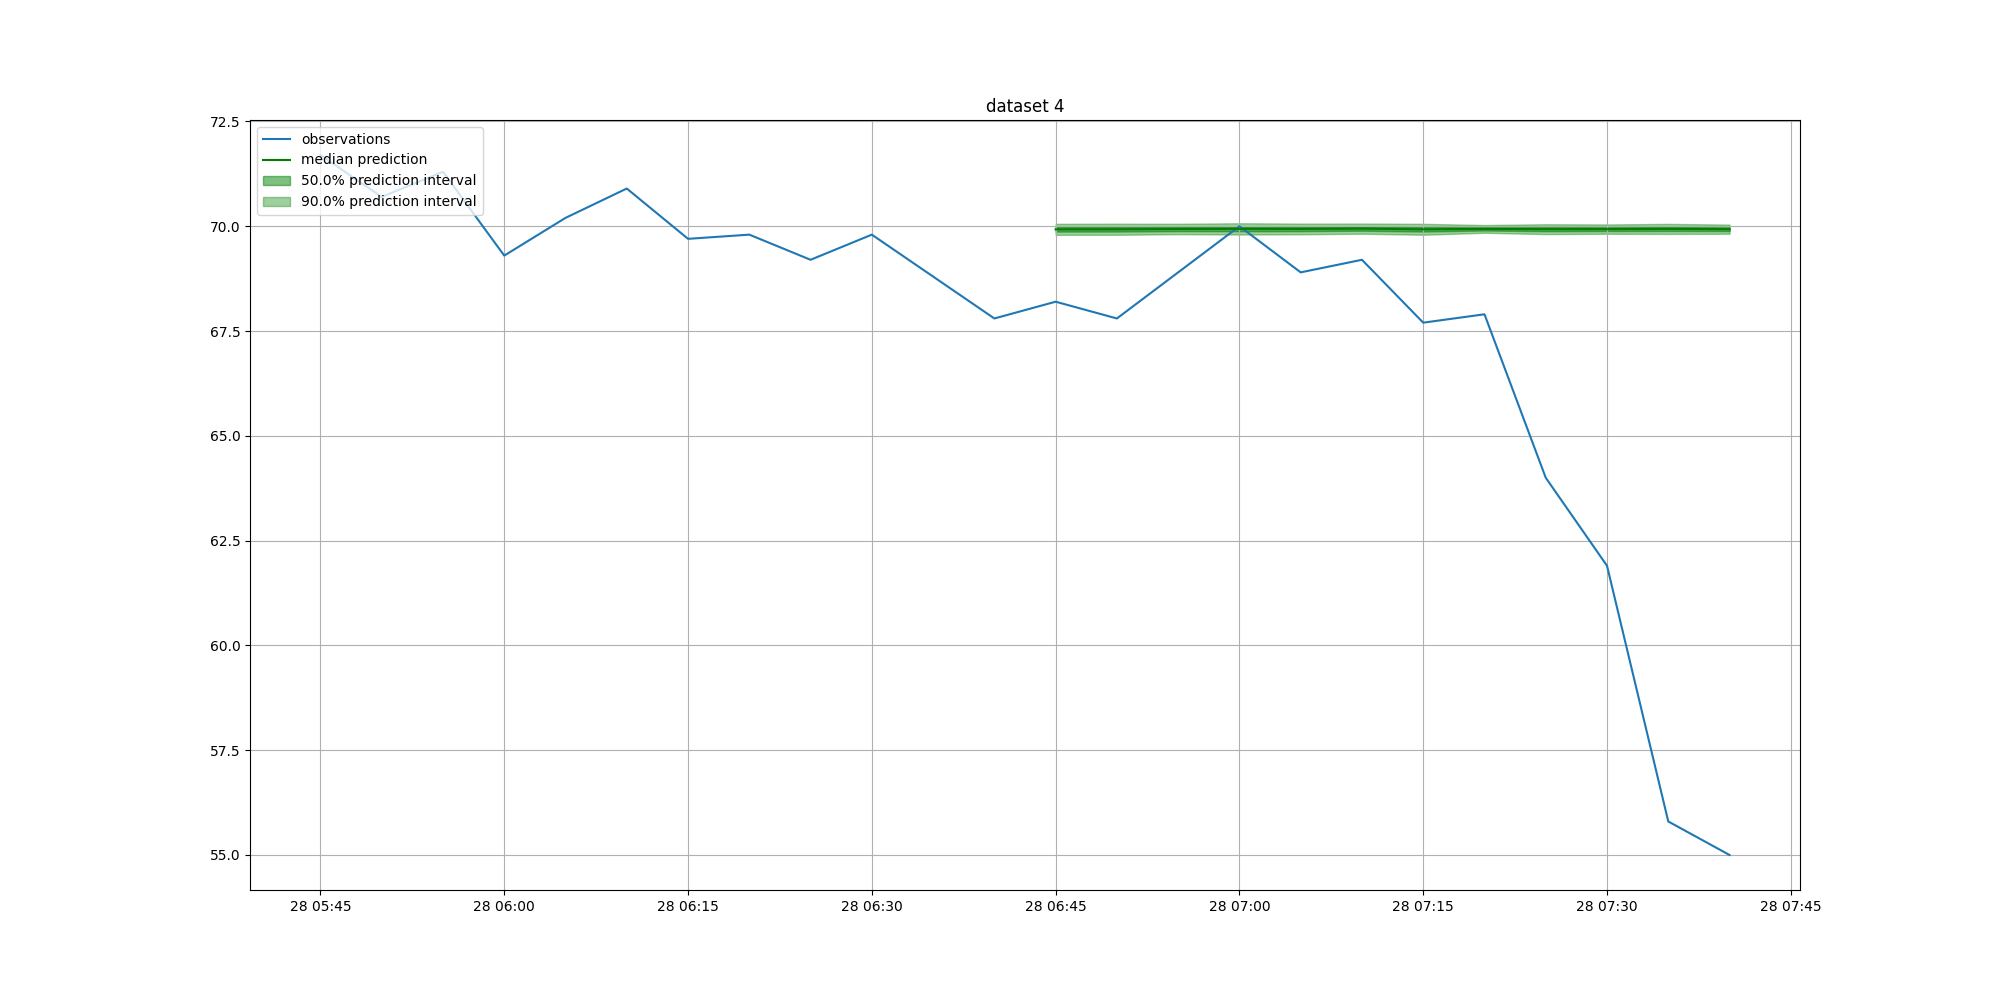 dataset 4
72.5
70.0
67.5
65.0
62.5
60.0
57.5
55.0
observations
median prediction
50.0% prediction interval
90.0% prediction interval
28 05:45 28 06:00 28 06:15 28 06:30 28 06:45 28 07:00 28 07:15 28 07:30 28 07:45